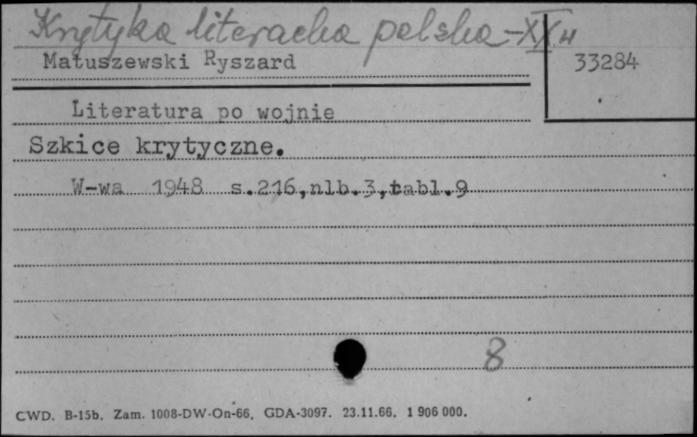 Krytyka literacka polska - XX w
Matuszewski Ryszard
33284
Literatura po wojnie
Szkice krytyczne.
W-wa 1948 s.216,nlb.3,tabl.9
8
CWD. B-15b. Zam. 1008-DW-On-66. GDA-3097. 23.11.66. 1 906 000.